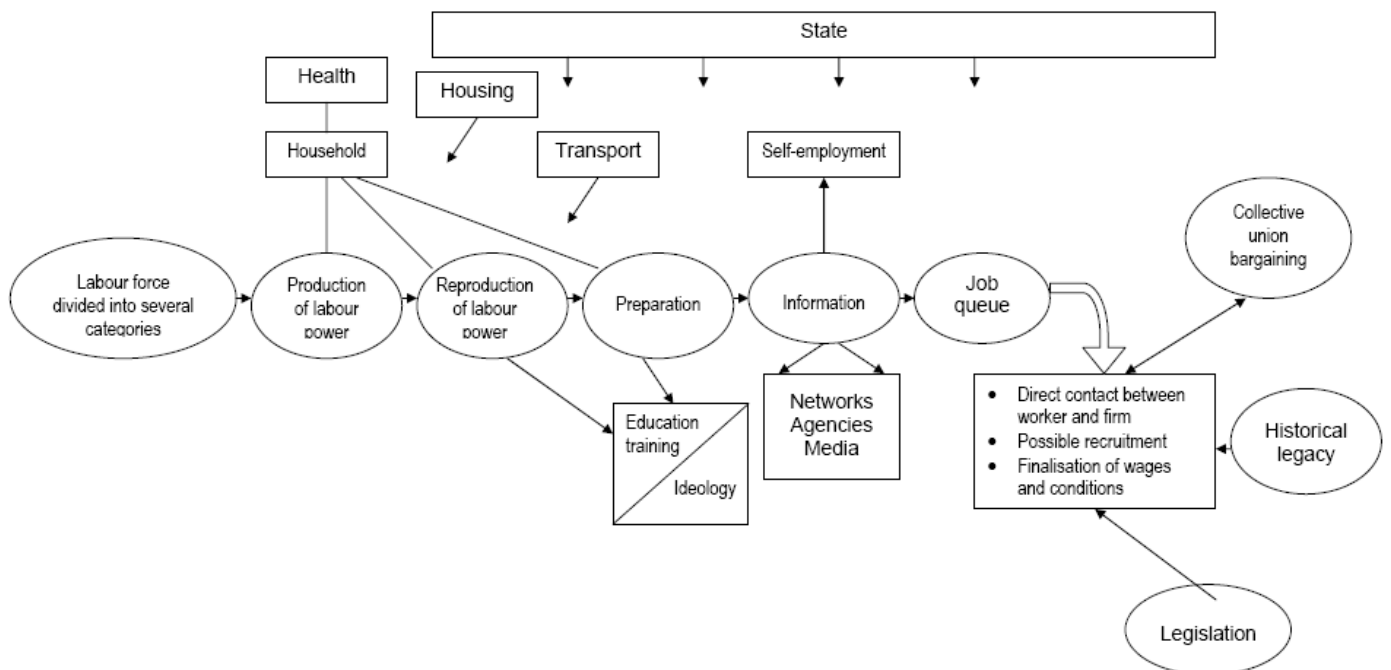 State
Health
Housing
Household
Transport
Self-employment
Collective
union
bargaining
Labour force
divided into several
categories
Production
of labour
power
Reproduction
of labour
power
Preparation
Information
Job
queue
Education
training
Ideology
Networks
Agencies
Media
• Direct contact between
worker and firm
• Possible recruitment
• Finalisation of wages
and conditions
Historical
legacy
Legislation